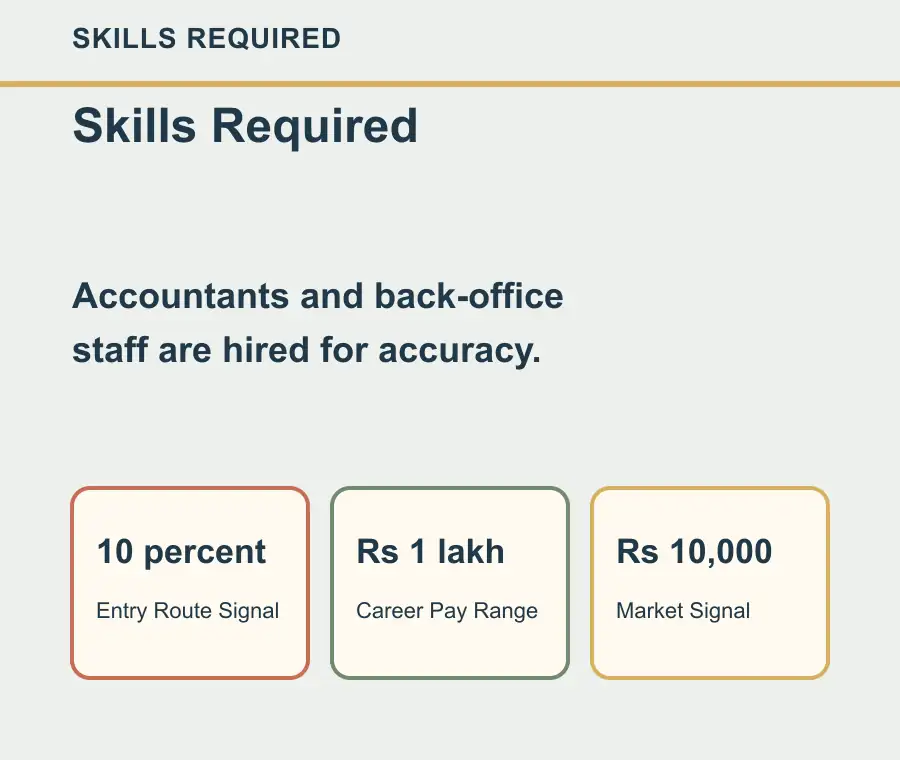 SKILLS REQUIRED
Skills Required
Accountants and back-office
staff are hired for accuracy.
10 percent
Entry Route Signal
Rs 1 lakh
Career Pay Range
Rs 10,000
Market Signal